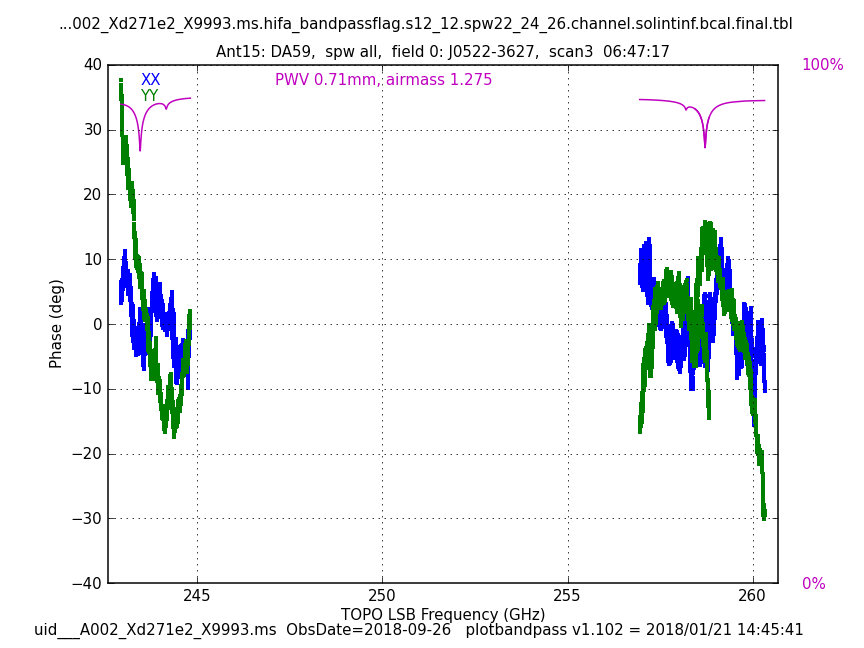 ...002_Xd271e2_X9993.ms.hifa_bandpassflag.s12_12.spw22_24_26.channel.solintinf.bcal.final.tbl
Ant15: DA59,  spw all,  field 0: J0522-3627,  scan3  06:47:17
40
XX
PWV 0.71mm, airmass 1.275
100%
YY
30
20
10
0
−10
−20
−30
−40
0%
Phase (deg)
245
250
255
260
TOPO LSB Frequency (GHz)
uid___A002_Xd271e2_X9993.ms  ObsDate=2018-09-26   plotbandpass v1.102 = 2018/01/21 14:45:41